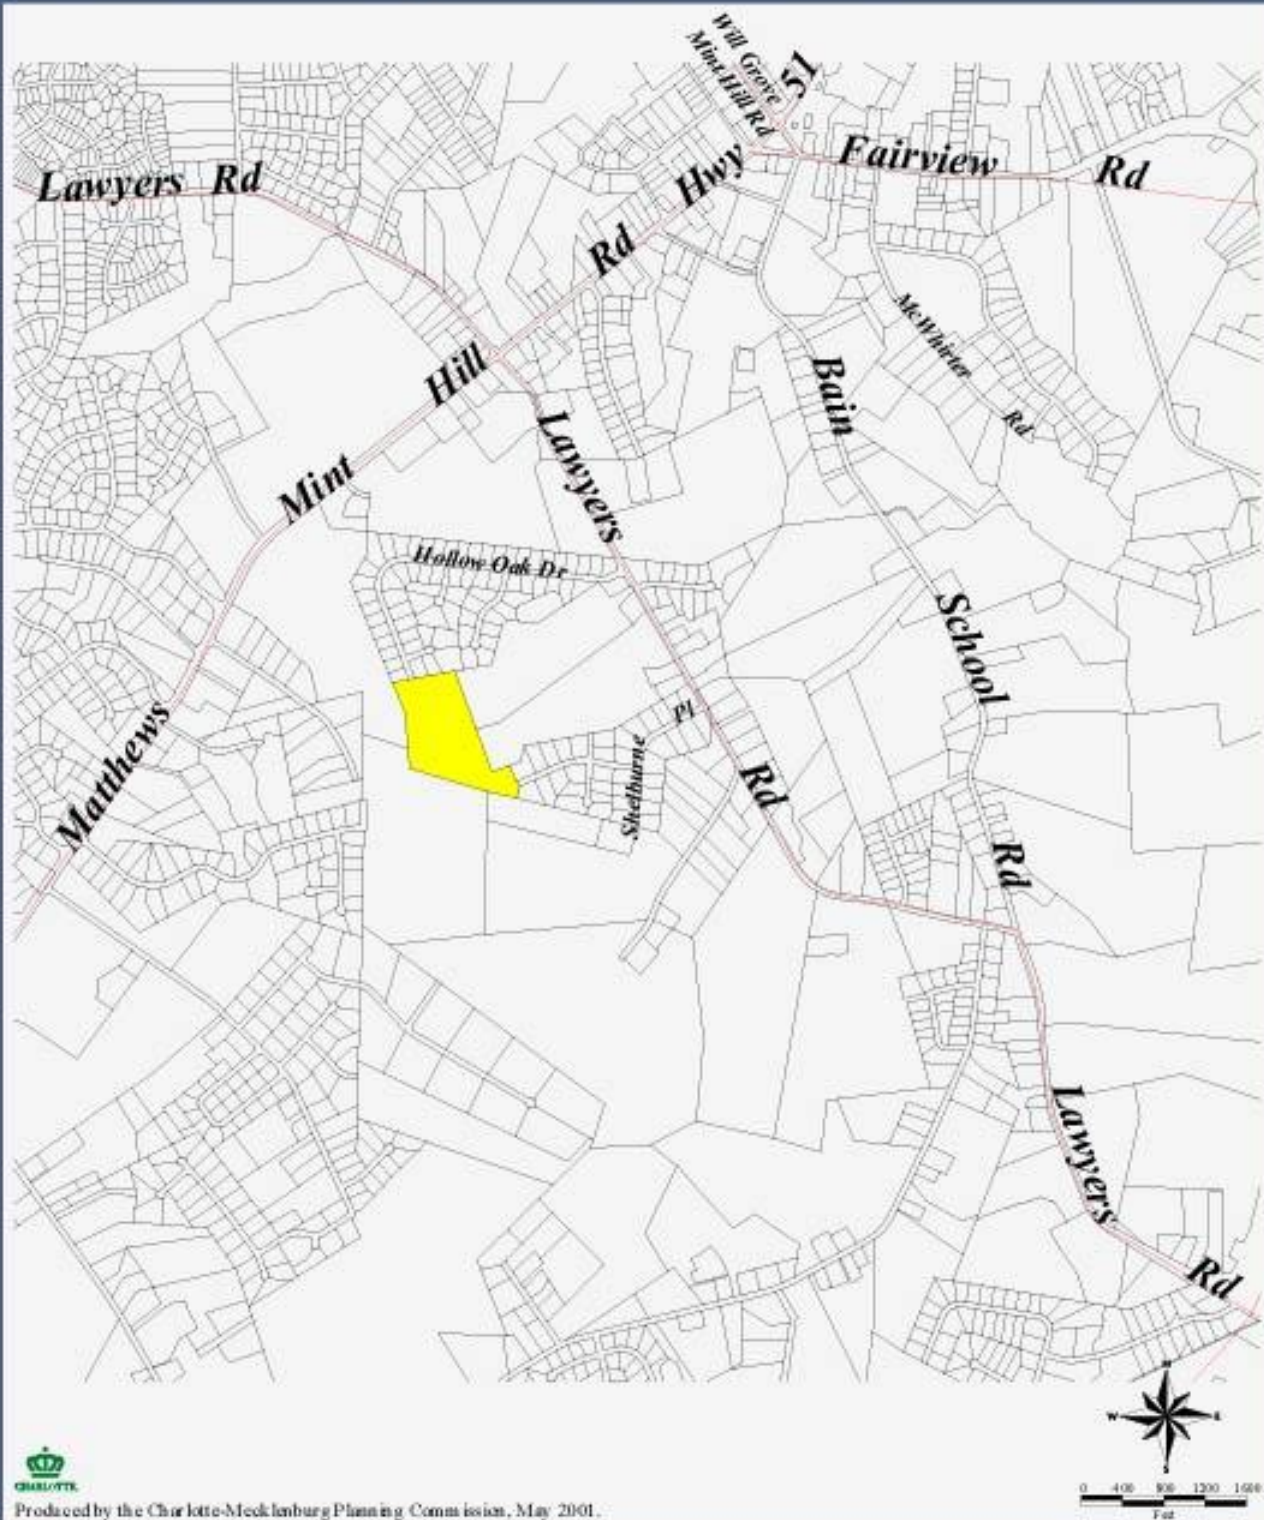 Will Grove
Mint Hill Rd
51
Fairview Rd
Lawyers Rd
Matthews Mint Hill Rd Hwy
McWhirter Rd
Bain School Rd
Lawyers Rd
Hollow Oak Dr
Shelburne Pl
Lawyers Rd
N
W E
S
CHARLOTTE
0 400 800 1200 1600
Feet
Produced by the Charlotte-Mecklenburg Planning Commission, May 2001.